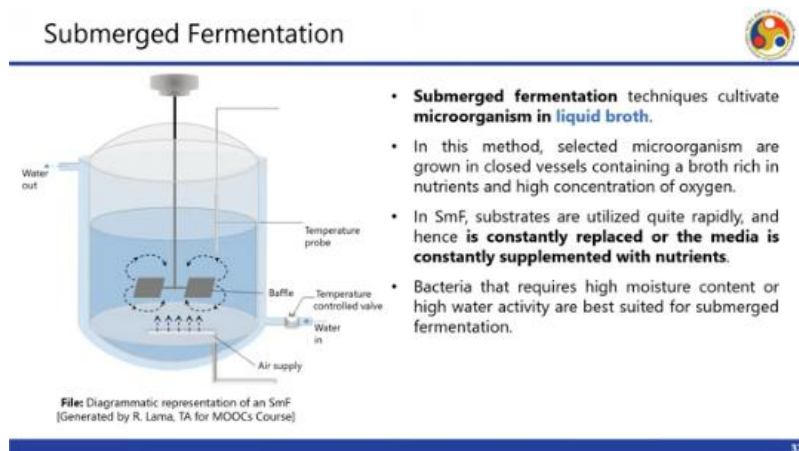 Submerged Fermentation
• Submerged fermentation techniques cultivate
microorganism in liquid broth.
• In this method, selected microorganism are
grown in closed vessels containing a broth rich in
nutrients and high concentration of oxygen.
• In SmF, substrates are utilized quite rapidly, and
hence is constantly replaced or the media is
constantly supplemented with nutrients.
• Bacteria that requires high moisture content or
high water activity are best suited for submerged
fermentation.
Water
out
Temperature
probe
Baffle
Temperature
controlled valve
Water
in
Air supply
File: Diagrammatic representation of an SmF
[Generated by R. Lama, TA for MOOCs Course]